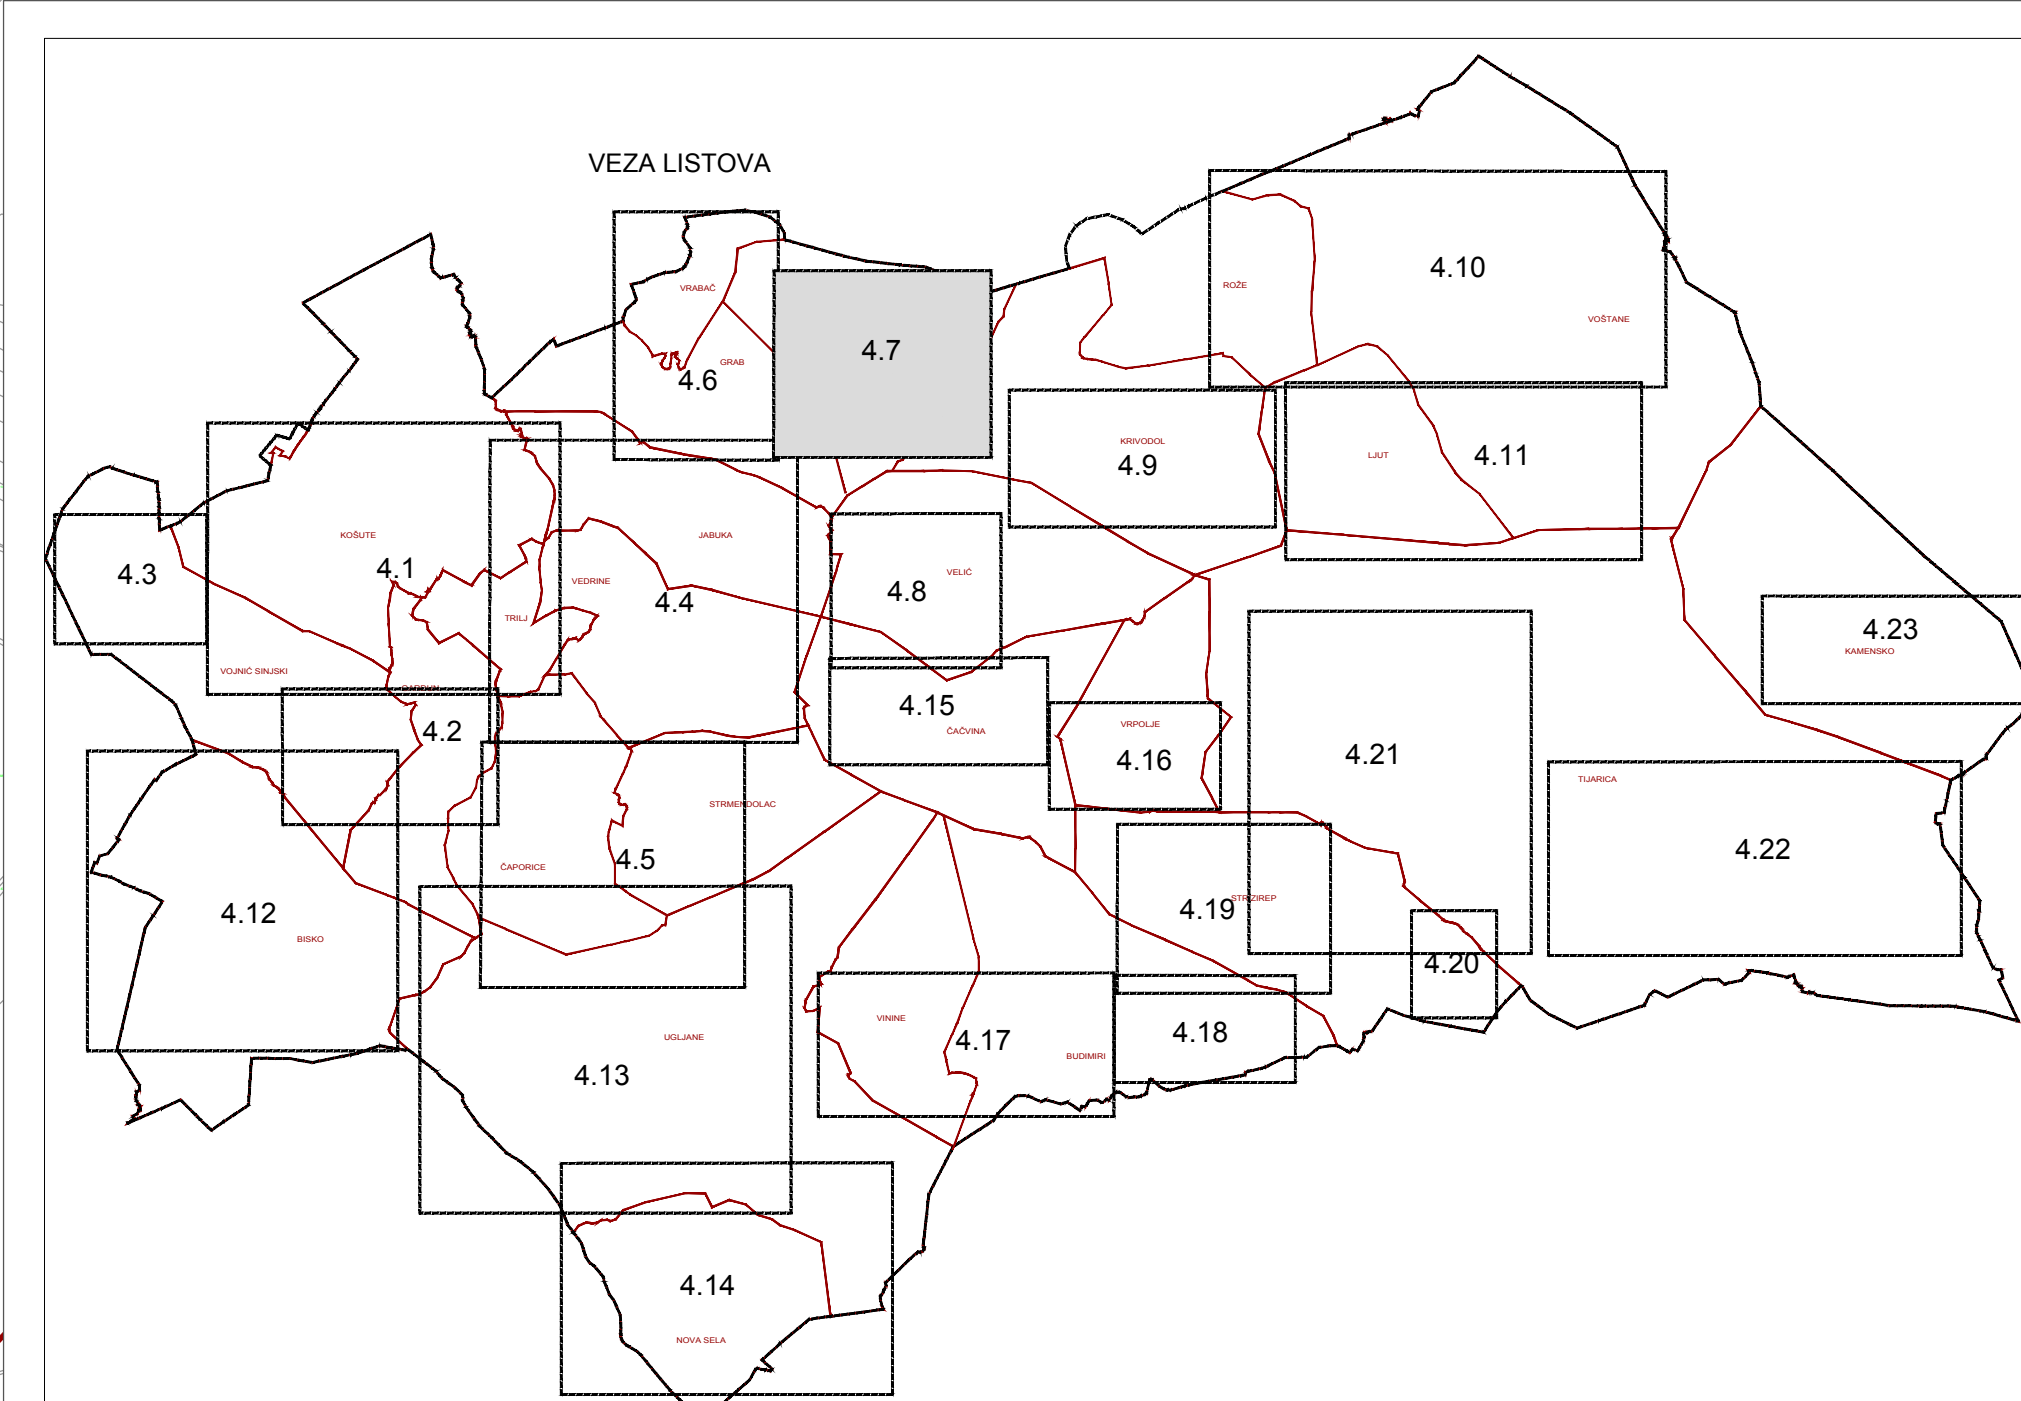 VEZA LISTOVA
4.10
ROŽE
VRABAČ
VOŠTANE
4.7
GRAB
4.6
KRIVODOL
4.9
LJUT
4.11
KOŠUTE
JABUKA
4.1
4.3
VEDRINE
4.4
VELIĆ
4.8
TRILJ
4.23
KAMENSKO
VOJNIĆ SINJSKI
GARDUN
4.15
ČAČVINA
4.2
VRPOLJE
4.16
4.21
TIJARICA
STRMENDOLAC
4.22
ČAPORICE
4.5
4.12
BISKO
STRIZIREP
4.19
4.20
VININE
4.17
4.18
UGLJANE
BUDIMIRI
4.13
4.14
NOVA SELA